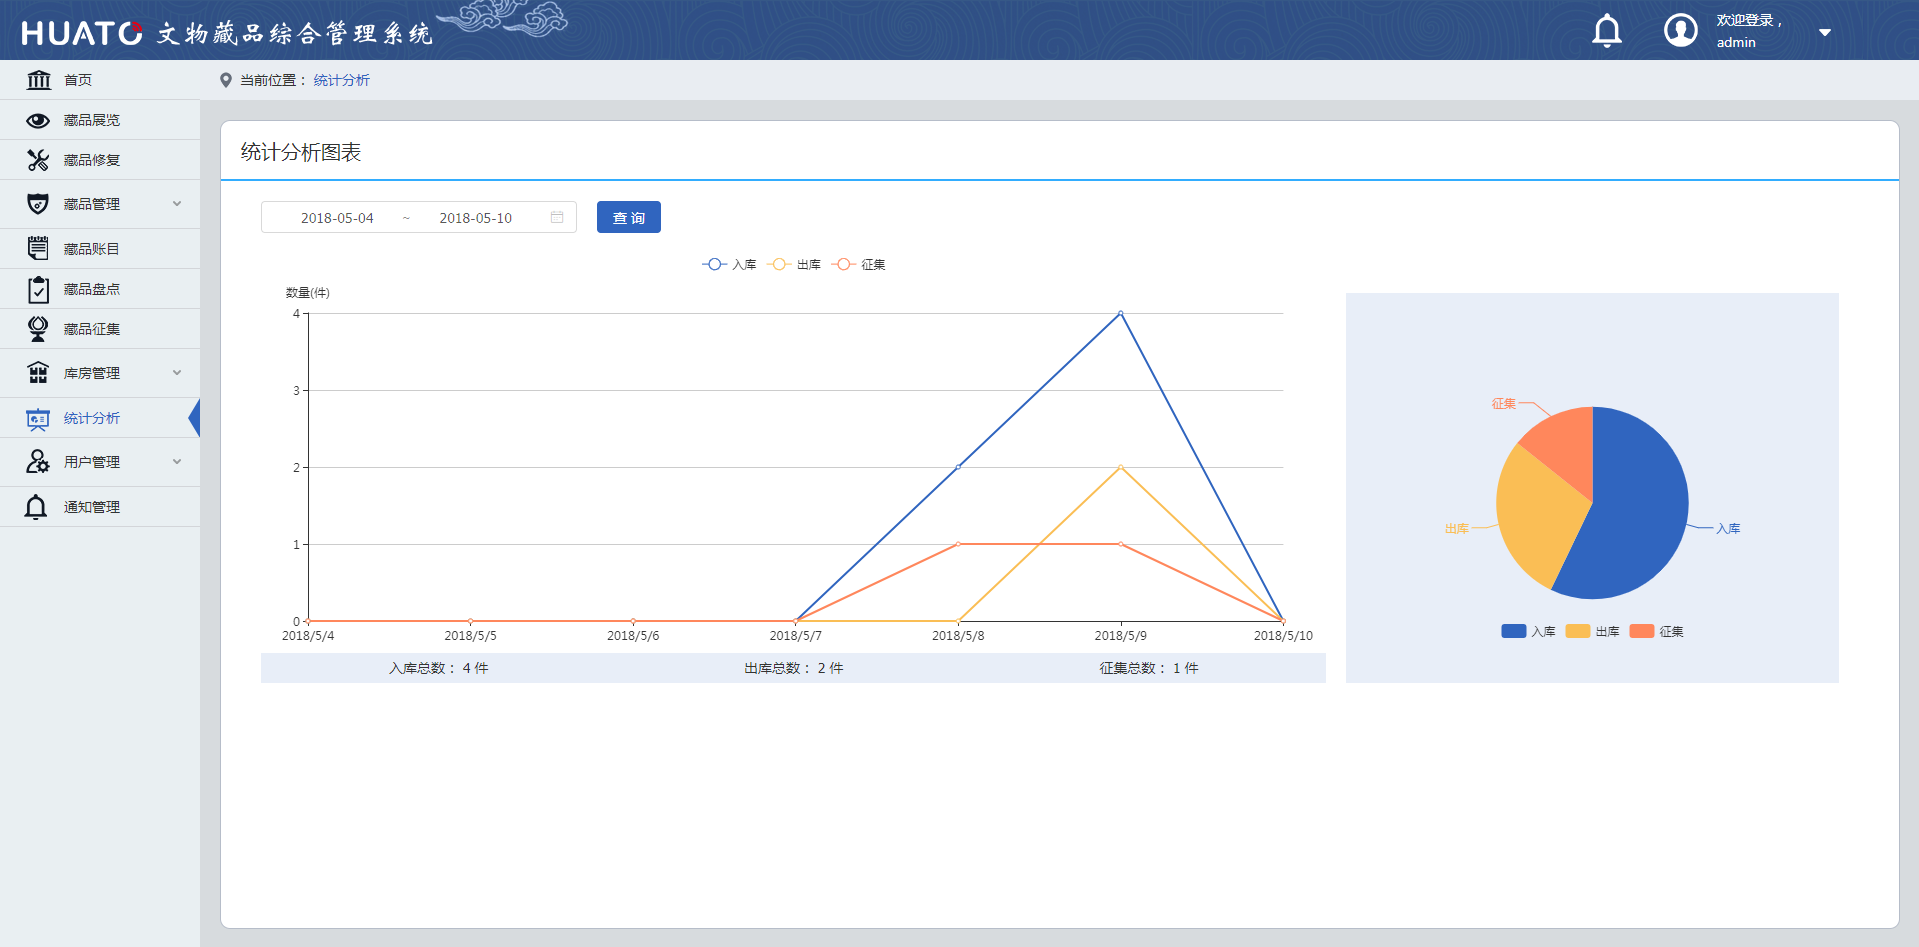 HUATO 文物藏品综合管理系统
欢迎登录，
admin
首页
藏品展览
藏品修复
藏品管理
藏品账目
藏品盘点
藏品征集
库房管理
统计分析
用户管理
通知管理
当前位置： 统计分析
统计分析图表
2018-05-04 ~ 2018-05-10
查 询
入库 出库 征集
数量(件)
4
3
2
1
0
2018/5/4 2018/5/5 2018/5/6 2018/5/7 2018/5/8 2018/5/9 2018/5/10
入库总数： 4 件 出库总数： 2 件 征集总数： 1 件
征集
出库
入库
入库 出库 征集